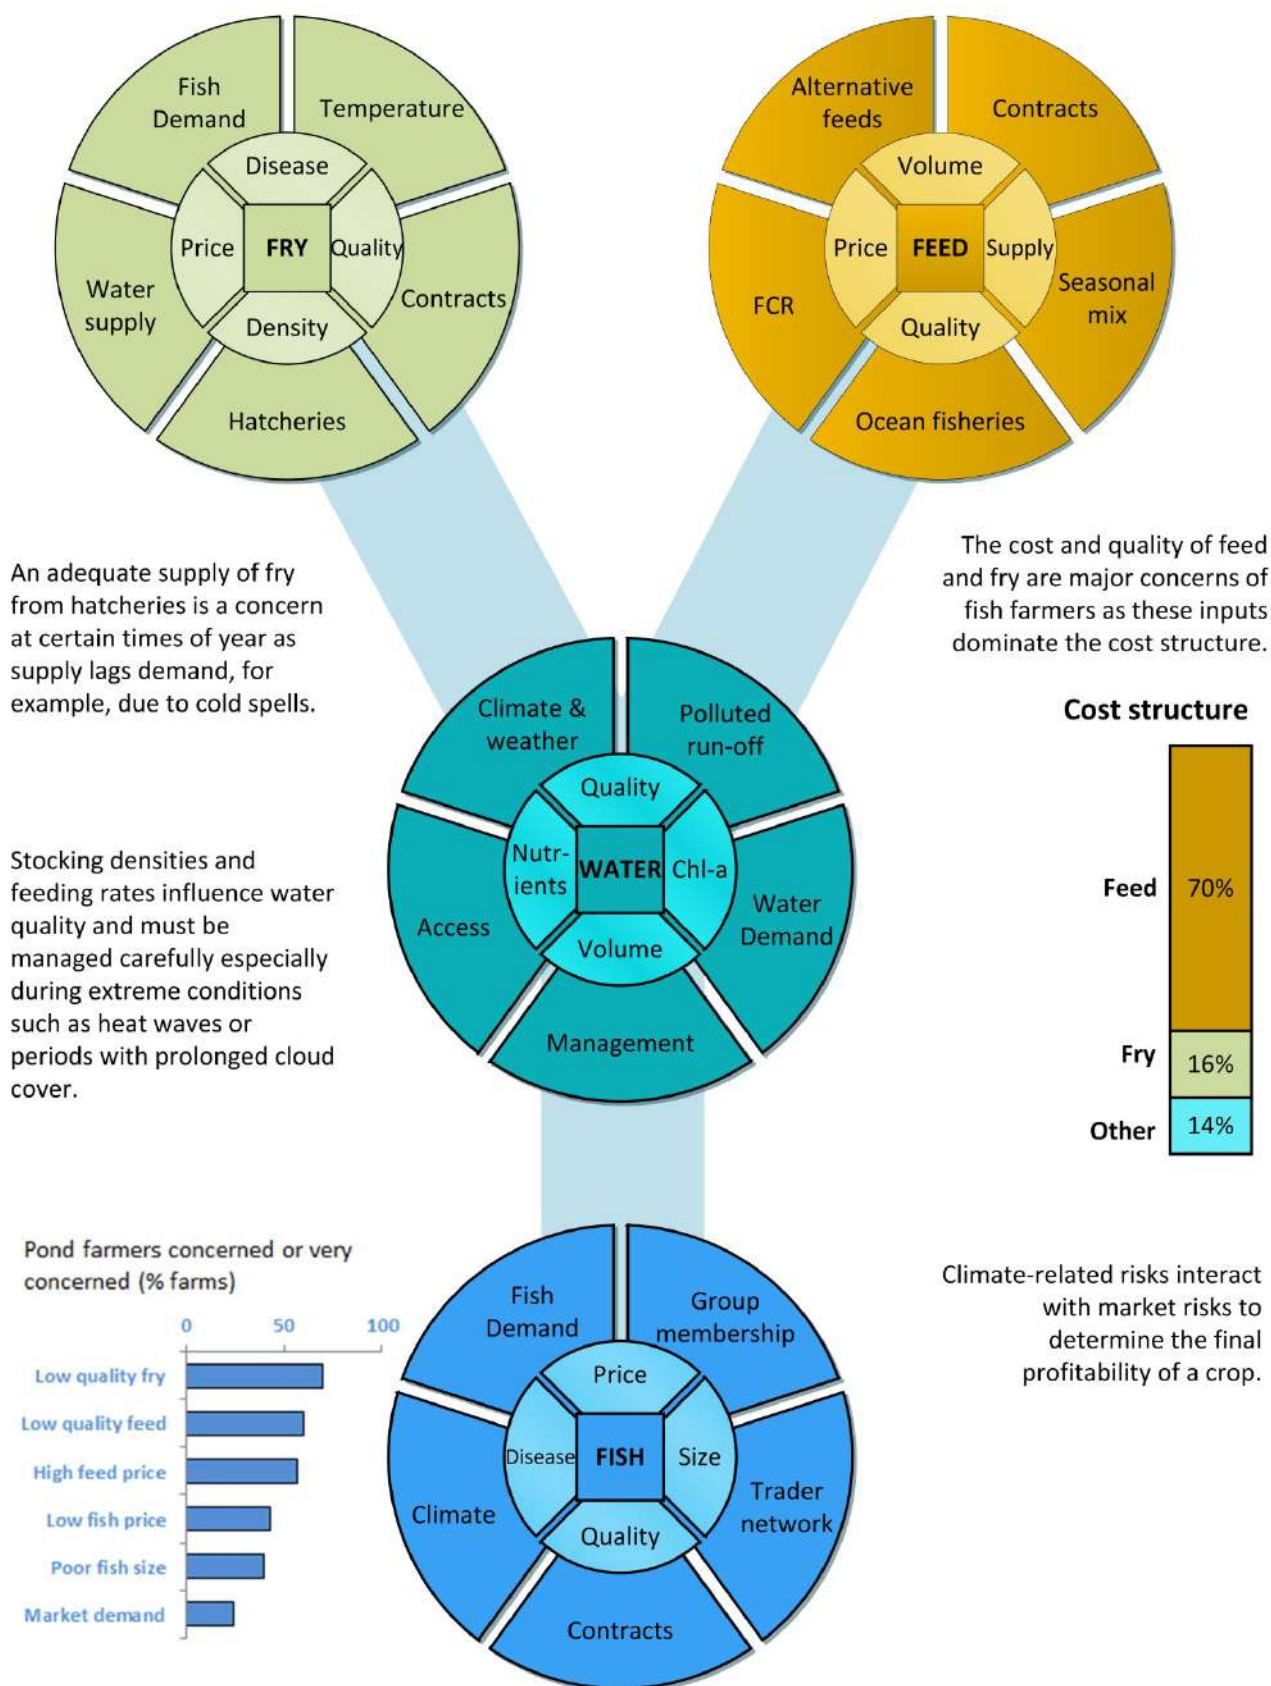 Fish
Demand
Temperature
Disease
Price
FRY
Quality
Water
supply
Contracts
Density
Hatcheries
Alternative
feeds
Contracts
Volume
Price
FEED
Supply
FCR
Seasonal
mix
Quality
Ocean fisheries
An adequate supply of fry
from hatcheries is a concern
at certain times of year as
supply lags demand, for
example, due to cold spells.
The cost and quality of feed
and fry are major concerns of
fish farmers as these inputs
dominate the cost structure.
Climate &
weather
Polluted
run-off
Quality
Nutr-
ients
WATER
Chl-a
Access
Water
Demand
Volume
Management
Stocking densities and
feeding rates influence water
quality and must be
managed carefully especially
during extreme conditions
such as heat waves or
periods with prolonged cloud
cover.
Cost structure
Feed
70%
Fry
16%
Other
14%
Pond farmers concerned or very
concerned (% farms)
0 50 100
Low quality fry
Low quality feed
High feed price
Low fish price
Poor fish size
Market demand
Fish
Demand
Group
membership
Price
Disease
FISH
Size
Climate
Trader
network
Quality
Contracts
Climate-related risks interact
with market risks to
determine the final
profitability of a crop.